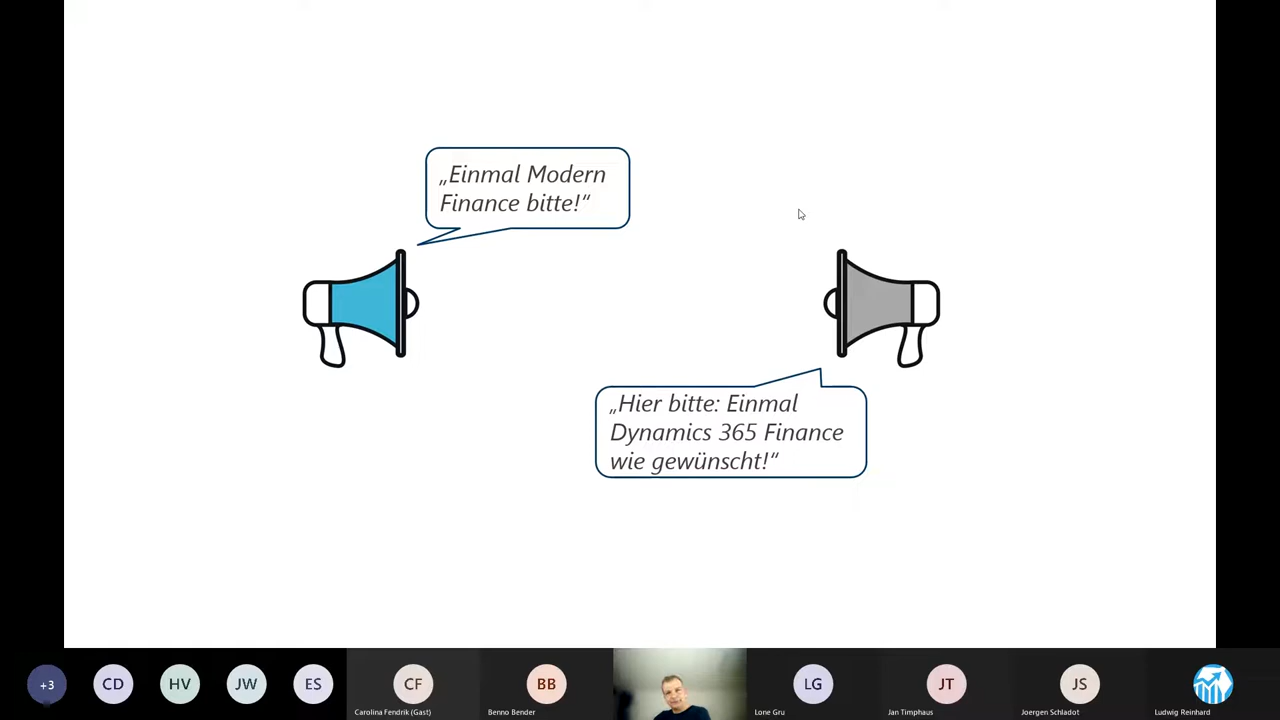 „Einmal Modern
Finance bitte!“
„Hier bitte: Einmal
Dynamics 365 Finance
wie gewünscht!“
+3
CD
HV
JW
ES
CF
BB
LG
JT
JS
Carolina Fendrik (Gast)
Benno Bender
Lone Gru
Jan Timphaus
Joergen Schladot
Ludwig Reinhard